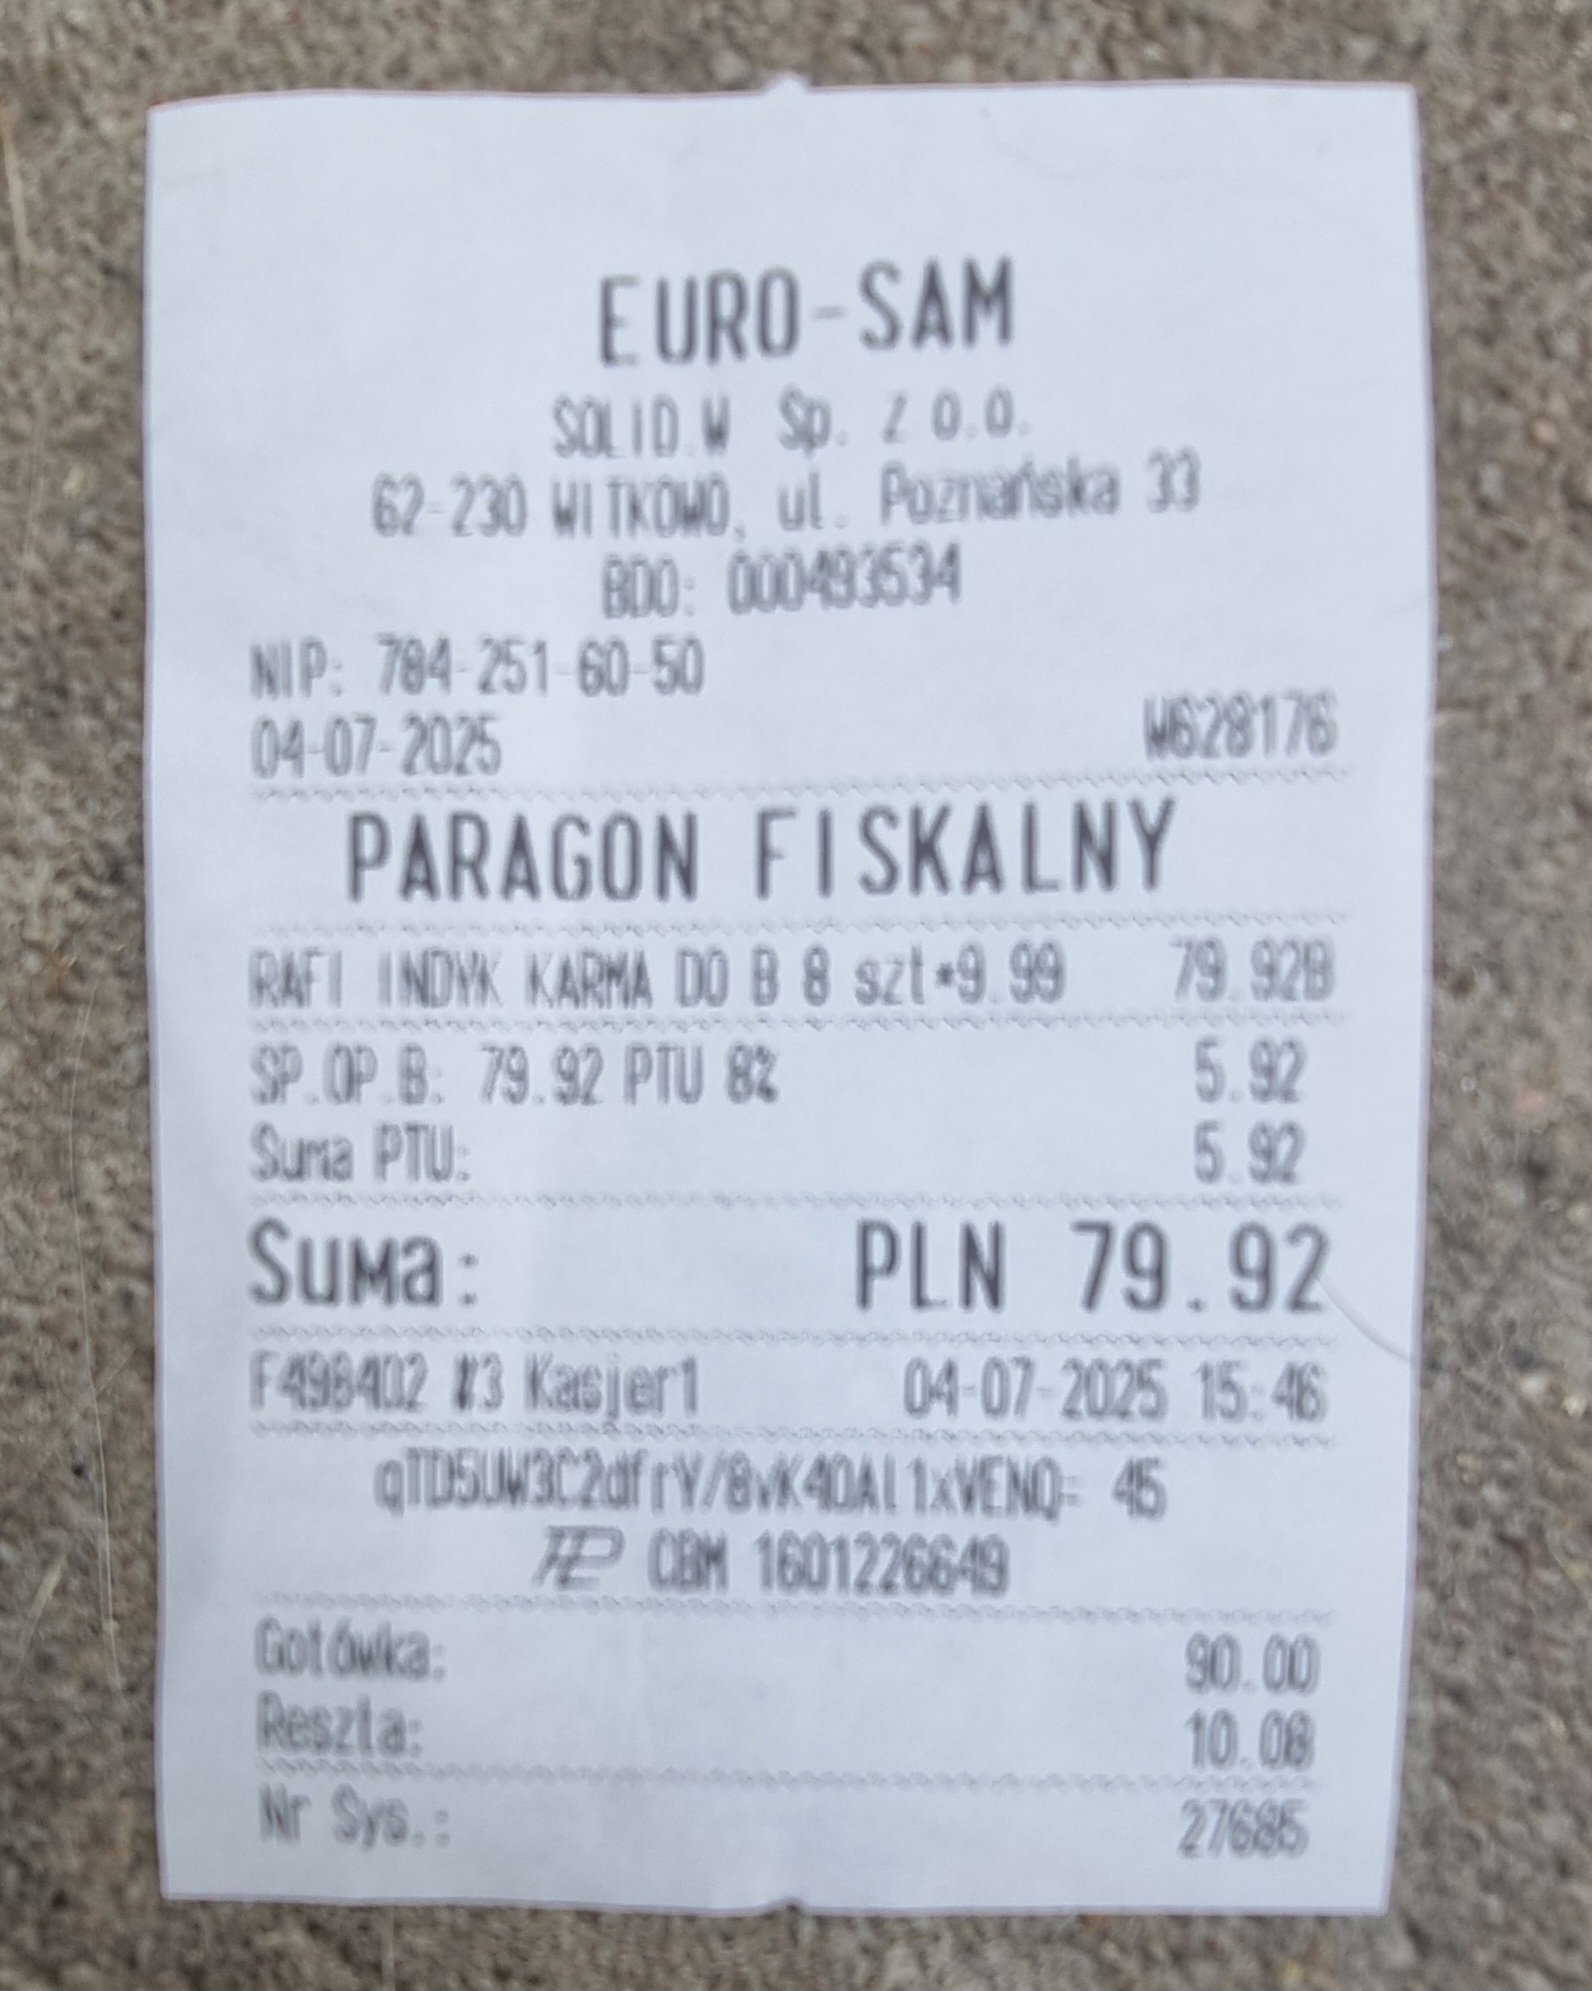 EURO-SAM
SOLID.W Sp. z o.o.
62-230 WITKOWO, ul. Poznańska 33
BDO: 000493534
NIP: 784-251-60-50
04-07-2025 W628176
PARAGON FISKALNY
RAFI INDYK KARMA DO B 8 szt*9.99 79.92B
SP.OP.B: 79.92 PTU 8% 5.92
Suma PTU: 5.92
Suma: PLN 79.92
F498402 #3 Kasjer1 04-07-2025 15:46
45
CBM 1601226649
Gotówka: 90.00
Reszta: 10.08
Nr Sys.: 27685